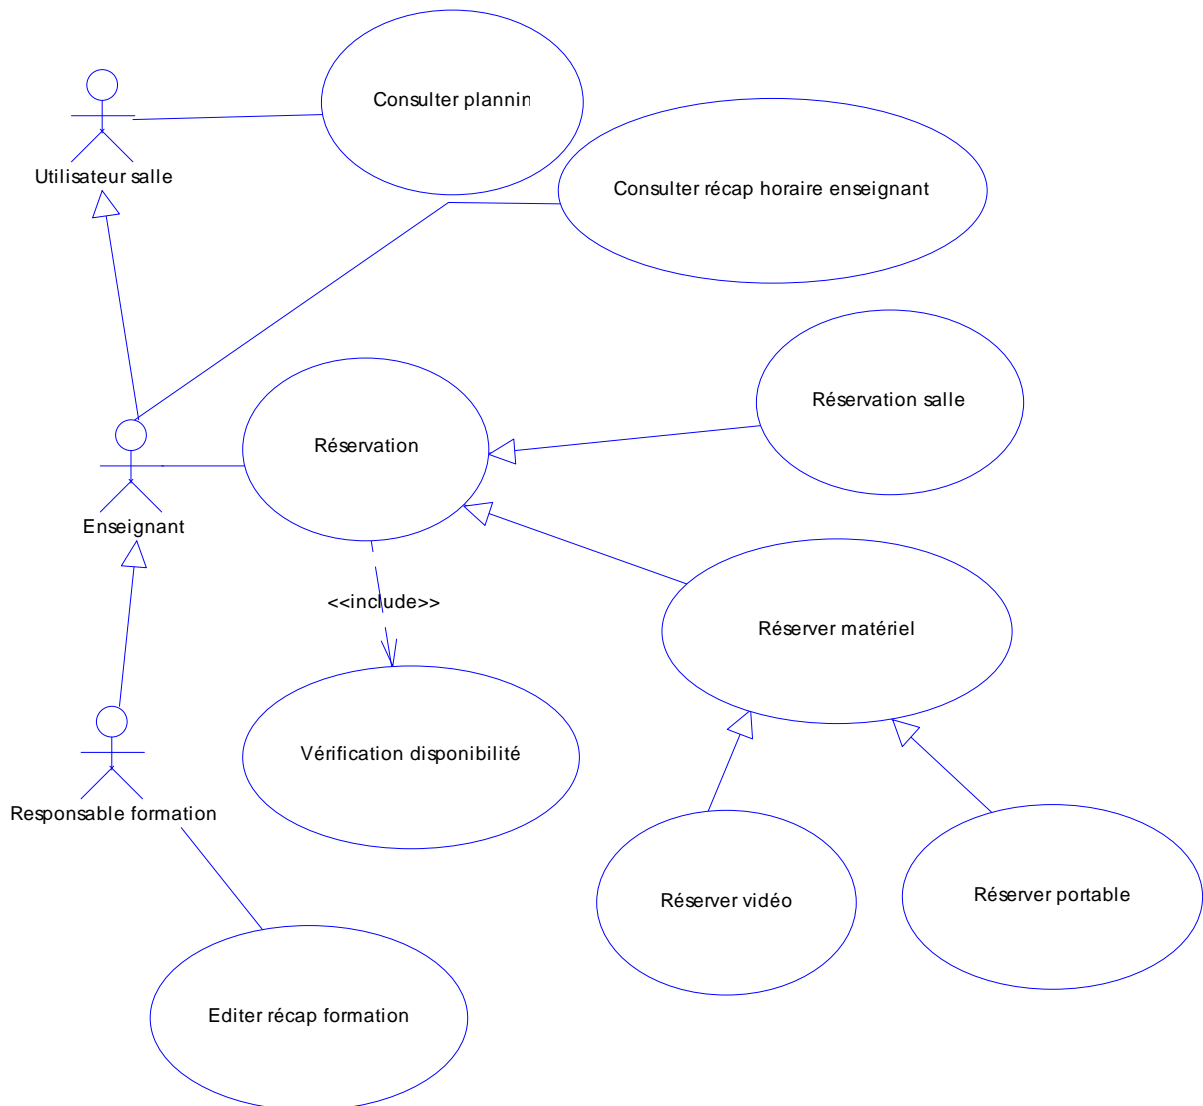 Consulter plannin
Utilisateur salle
Consulter récap horaire enseignant
Réservation salle
Réservation
Enseignant
<<include>>
Réserver matériel
Vérification disponibilité
Responsable formation
Réserver vidéo
Réserver portable
Editer récap formation